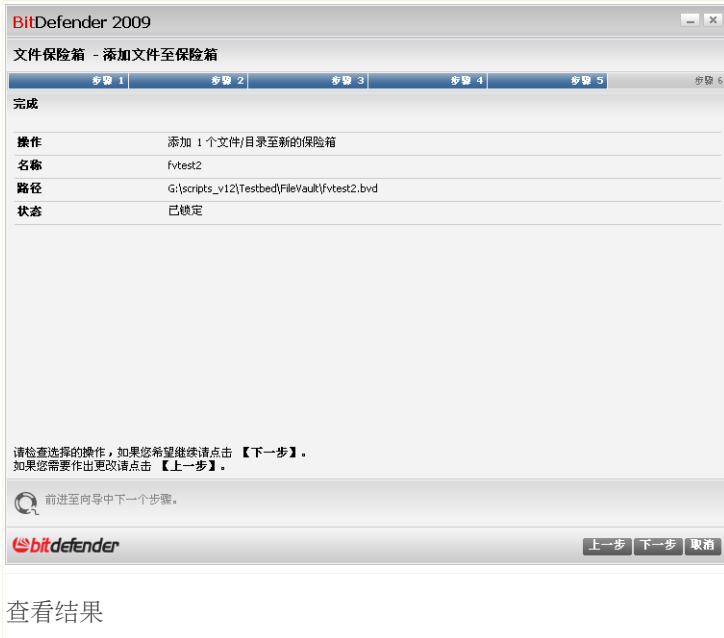 BitDefender 2009
文件保险箱 - 添加文件至保险箱
步骤 1 步骤 2 步骤 3 步骤 4 步骤 5 步骤 6
完成
操作 添加 1 个文件/目录至新的保险箱
名称 fvtest2
路径 G:\scripts_v12\Testbed\FileVault\fvtest2.bvd
状态 已锁定
请检查选择的操作，如果您希望继续请点击 【下一步】。
如果您需要作出更改请点击 【上一步】。
前进至向导中下一个步骤。
bitdefender 上一步 下一步 取消
查看结果